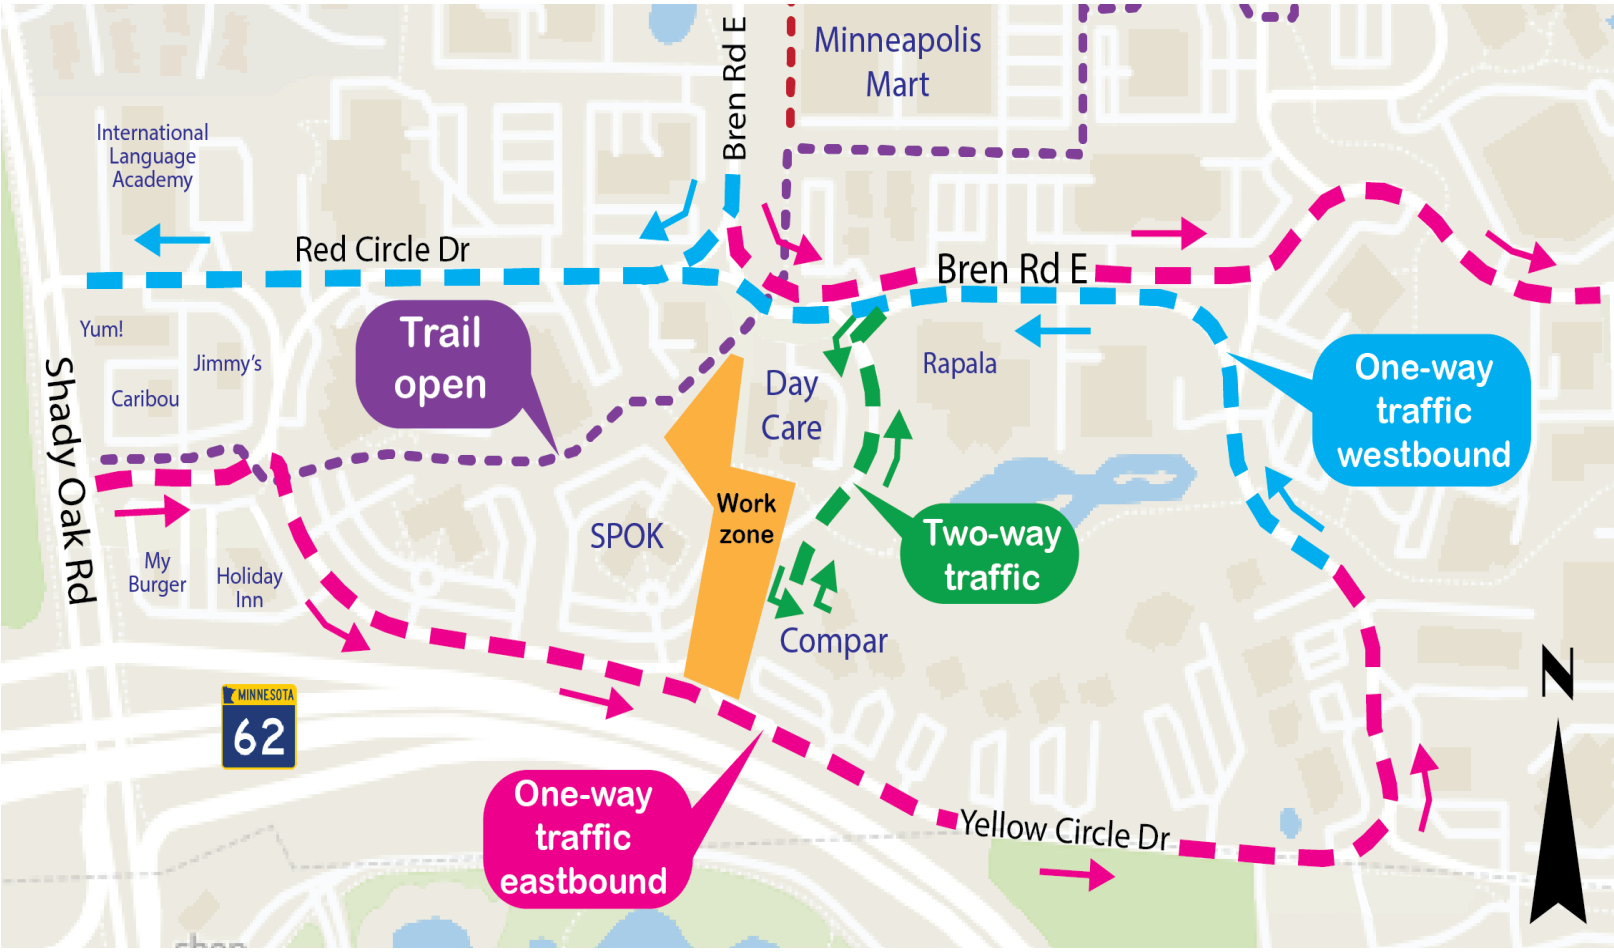 Bren Rd E
Minneapolis
Mart
International
Language
Academy
Red Circle Dr
Bren Rd E
Yum!
Jimmy's
Caribou
Trail
open
Day
Care
Rapala
One-way
traffic
westbound
Shady Oak Rd
Work
zone
SPOK
Two-way
traffic
My
Burger
Holiday
Inn
Compar
N
MINNESOTA
62
One-way
traffic
eastbound
Yellow Circle Dr